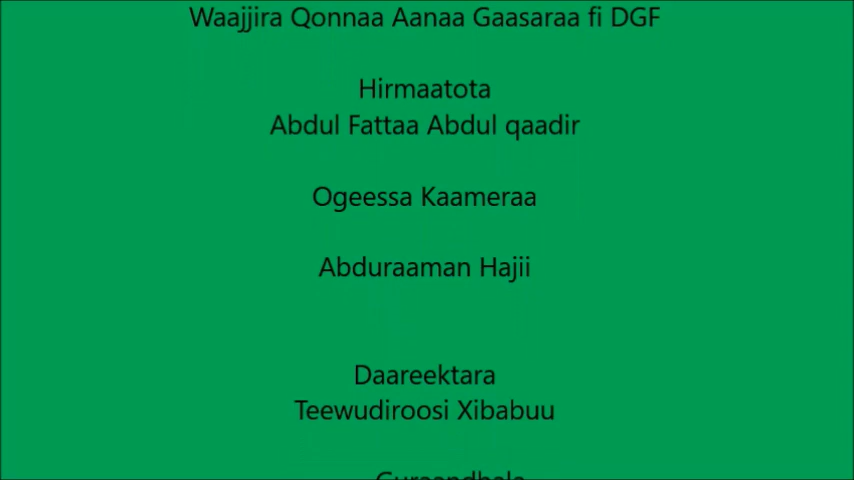 Waajjira Qonnaa Aanaa Gaasaraa fi DGF
Hirmaatota
Abdul Fattaa Abdul qaadir
Ogeessa Kaameraa
Abduraaman Hajii
Daareektara
Teewudiroosi Xibabuu